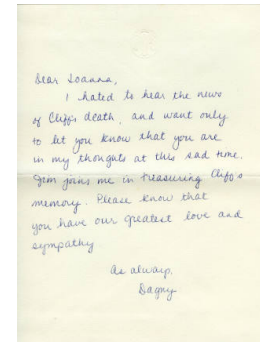 Dear Joanna,
I hated to hear the news
of Cliff's death, and want only
to let you know that you are
in my thoughts at this sad time.
Jim joins me in treasuring Cliff's
memory. Please know that
you have our greatest love and
sympathy
As always,
Dagny